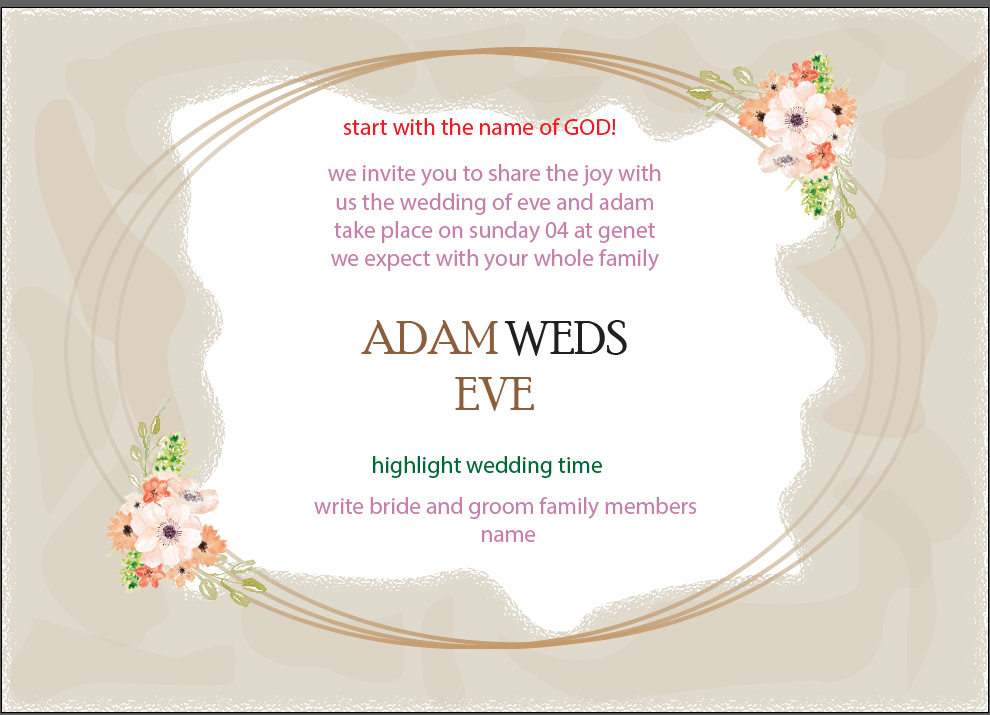 start with the name of GOD!
we invite you to share the joy with
us the wedding of eve and adam
take place on sunday 04 at genet
we expect with your whole family
ADAM WEDS
EVE
highlight wedding time
write bride and groom family members
name